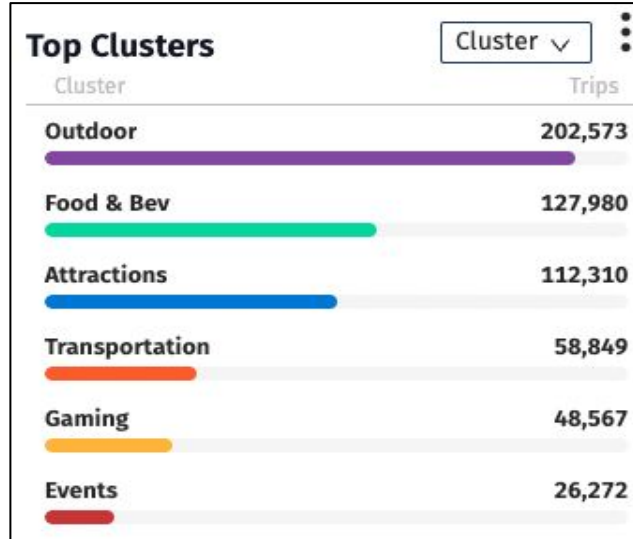 Top Clusters Cluster
Cluster Trips
Outdoor 202,573
Food & Bev 127,980
Attractions 112,310
Transportation 58,849
Gaming 48,567
Events 26,272